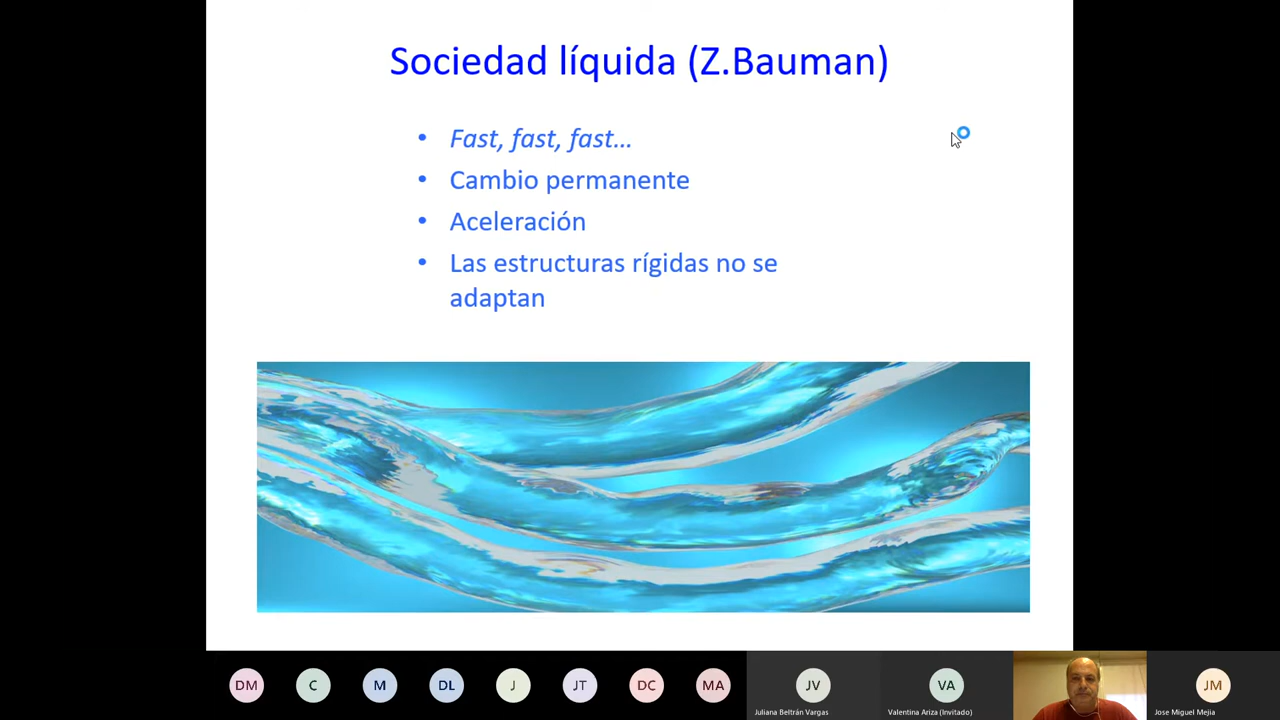 Sociedad líquida (Z.Bauman)
• Fast, fast, fast...
• Cambio permanente
• Aceleración
• Las estructuras rígidas no se
adaptan
DM
C
M
DL
J
JT
DC
MA
JV
Juliana Beltrán Vargas
VA
Valentina Ariza (Invitado)
JM
Jose Miguel Mejia